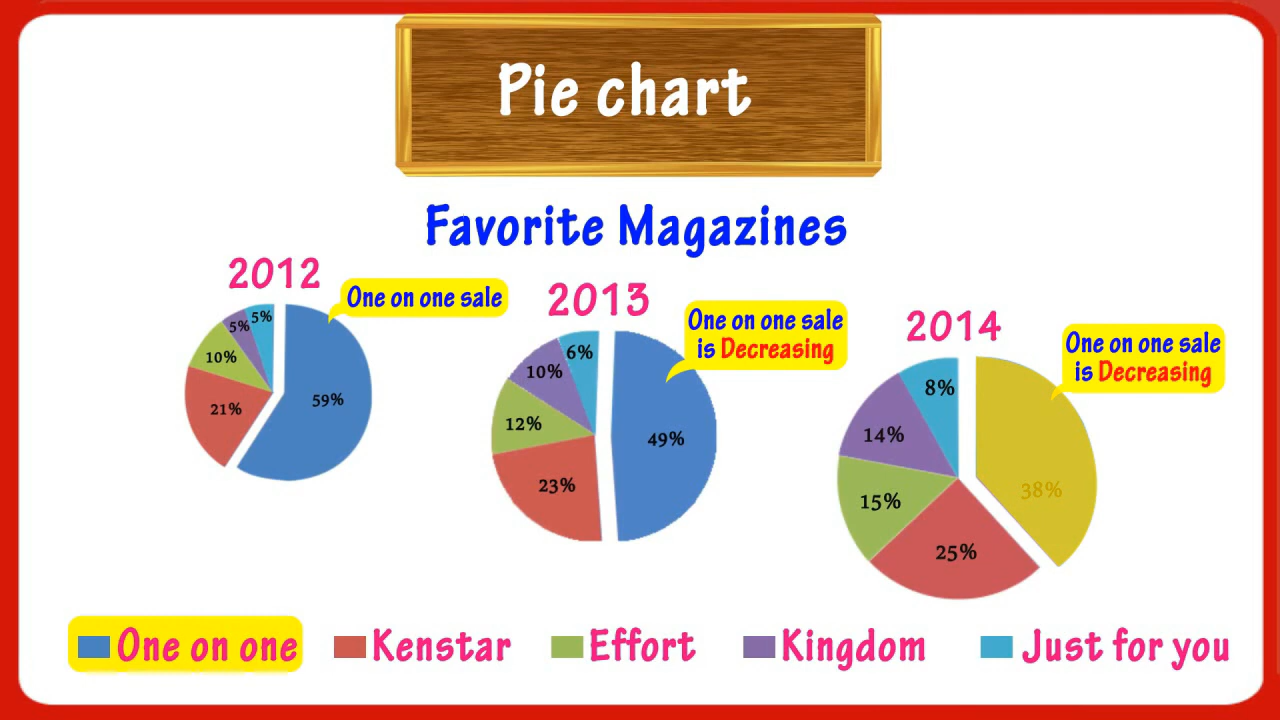 Pie chart
Favorite Magazines
2012
One on one sale
5%
5%
10%
21%
59%
2013
One on one sale
is Decreasing
6%
10%
12%
49%
23%
2014
One on one sale
is Decreasing
8%
14%
15%
38%
25%
One on one
Kenstar
Effort
Kingdom
Just for you